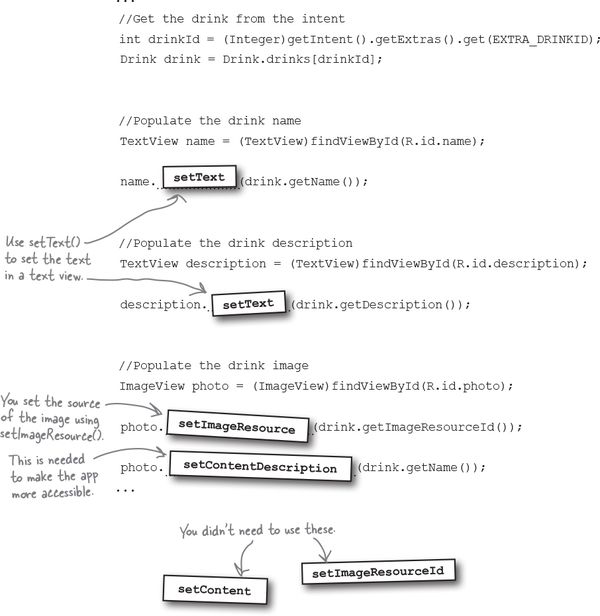 ...
//Get the drink from the intent
int drinkId = (Integer)getIntent().getExtras().get(EXTRA_DRINKID);
Drink drink = Drink.drinks[drinkId];
//Populate the drink name
TextView name = (TextView)findViewById(R.id.name);
name. setText (drink.getName());
Use setText()
to set the text
in a text view.
//Populate the drink description
TextView description = (TextView)findViewById(R.id.description);
description. setText (drink.getDescription());
//Populate the drink image
ImageView photo = (ImageView)findViewById(R.id.photo);
You set the source
of the image using
setImageResource().
photo. setImageResource (drink.getImageResourceId());
This is needed
to make the app
more accessible.
photo. setContentDescription (drink.getName());
...
You didn't need to use these.
setContent
setImageResourceId